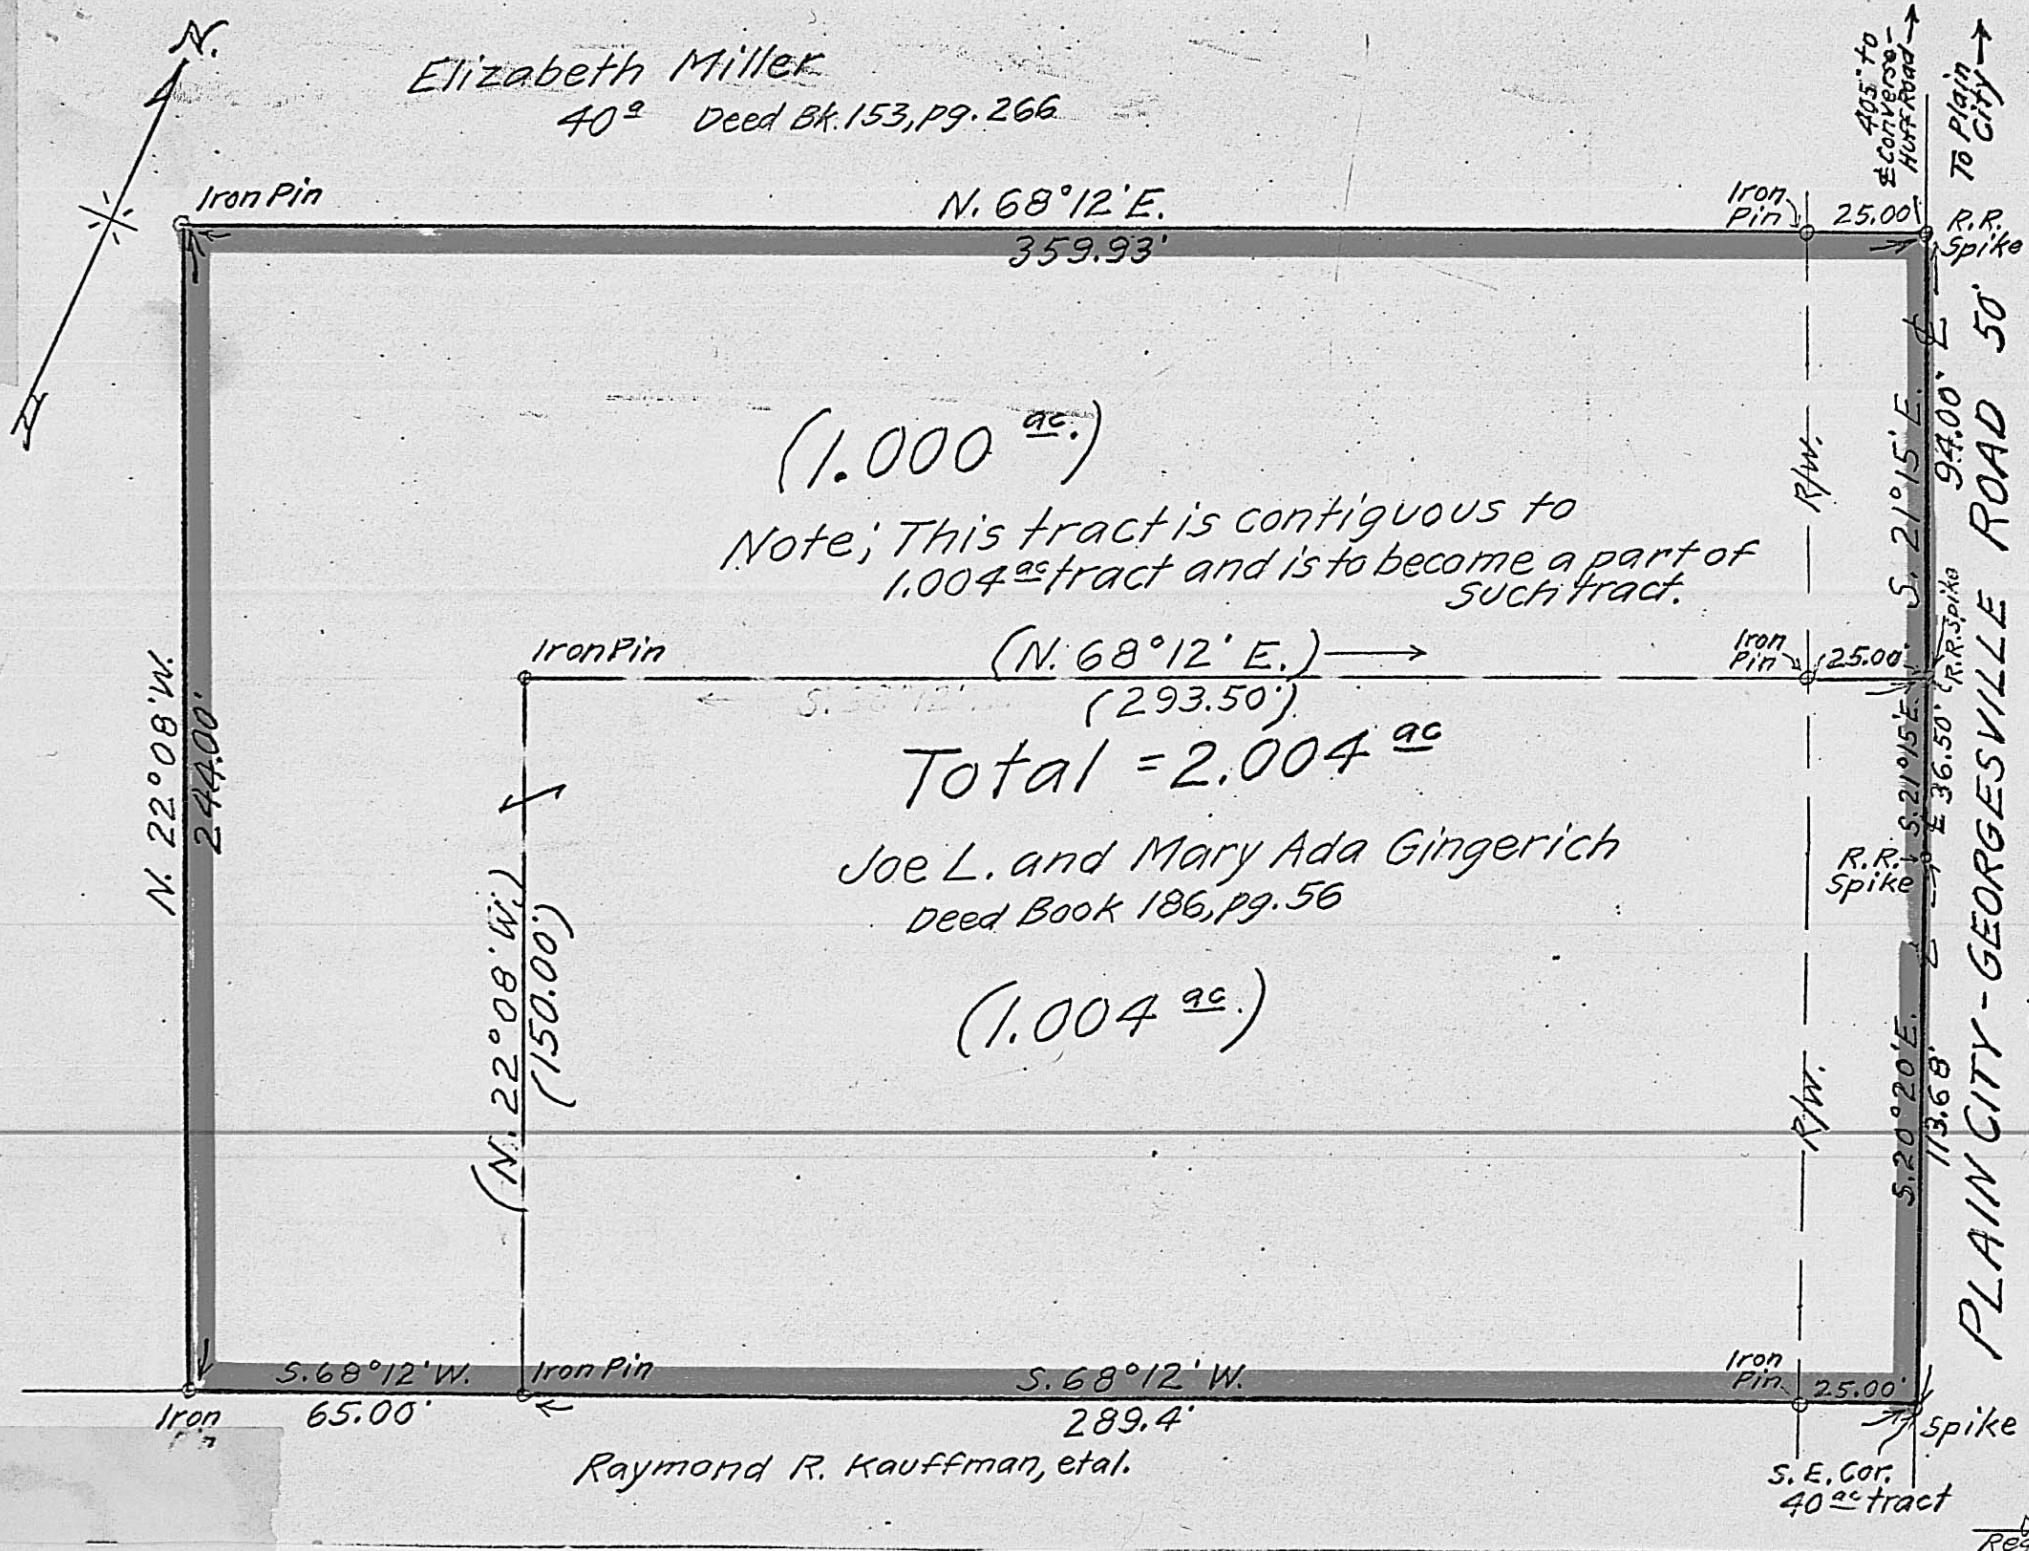 N.
Elizabeth Miller
40ª Deed Bk. 153, pg. 266
405' to
℄ Converse-
Huff Road →
To Plain
City →
Iron Pin
N. 68°12' E.
359.93'
Iron
Pin
25.00'
R.R.
Spike
(1.000 ac.)
Note; This tract is contiguous to
1.004 ac tract and is to become a part of
such tract.
R/W.
S. 21°15' E.
94.00'
PLAIN CITY - GEORGESVILLE ROAD 50'
Iron Pin
(N. 68°12' E.) →
(293.50')
Iron
Pin
25.00'
R.R. Spike
N. 22°08' W.
244.00'
Total = 2.004 ac
S. 21°15' E.
℄ 36.50'
Joe L. and Mary Ada Gingerich
Deed Book 186, pg. 56
R.R.
Spike
(N. 22°08' W.)
(150.00')
(1.004 ac.)
R/W.
S. 20°20' E.
113.68'
S. 68°12' W.
Iron Pin
S. 68°12' W.
Iron
Pin
25.00'
Iron
65.00'
289.4'
Spike
Raymond R. Kauffman, etal.
S. E. Cor.
40 ac tract